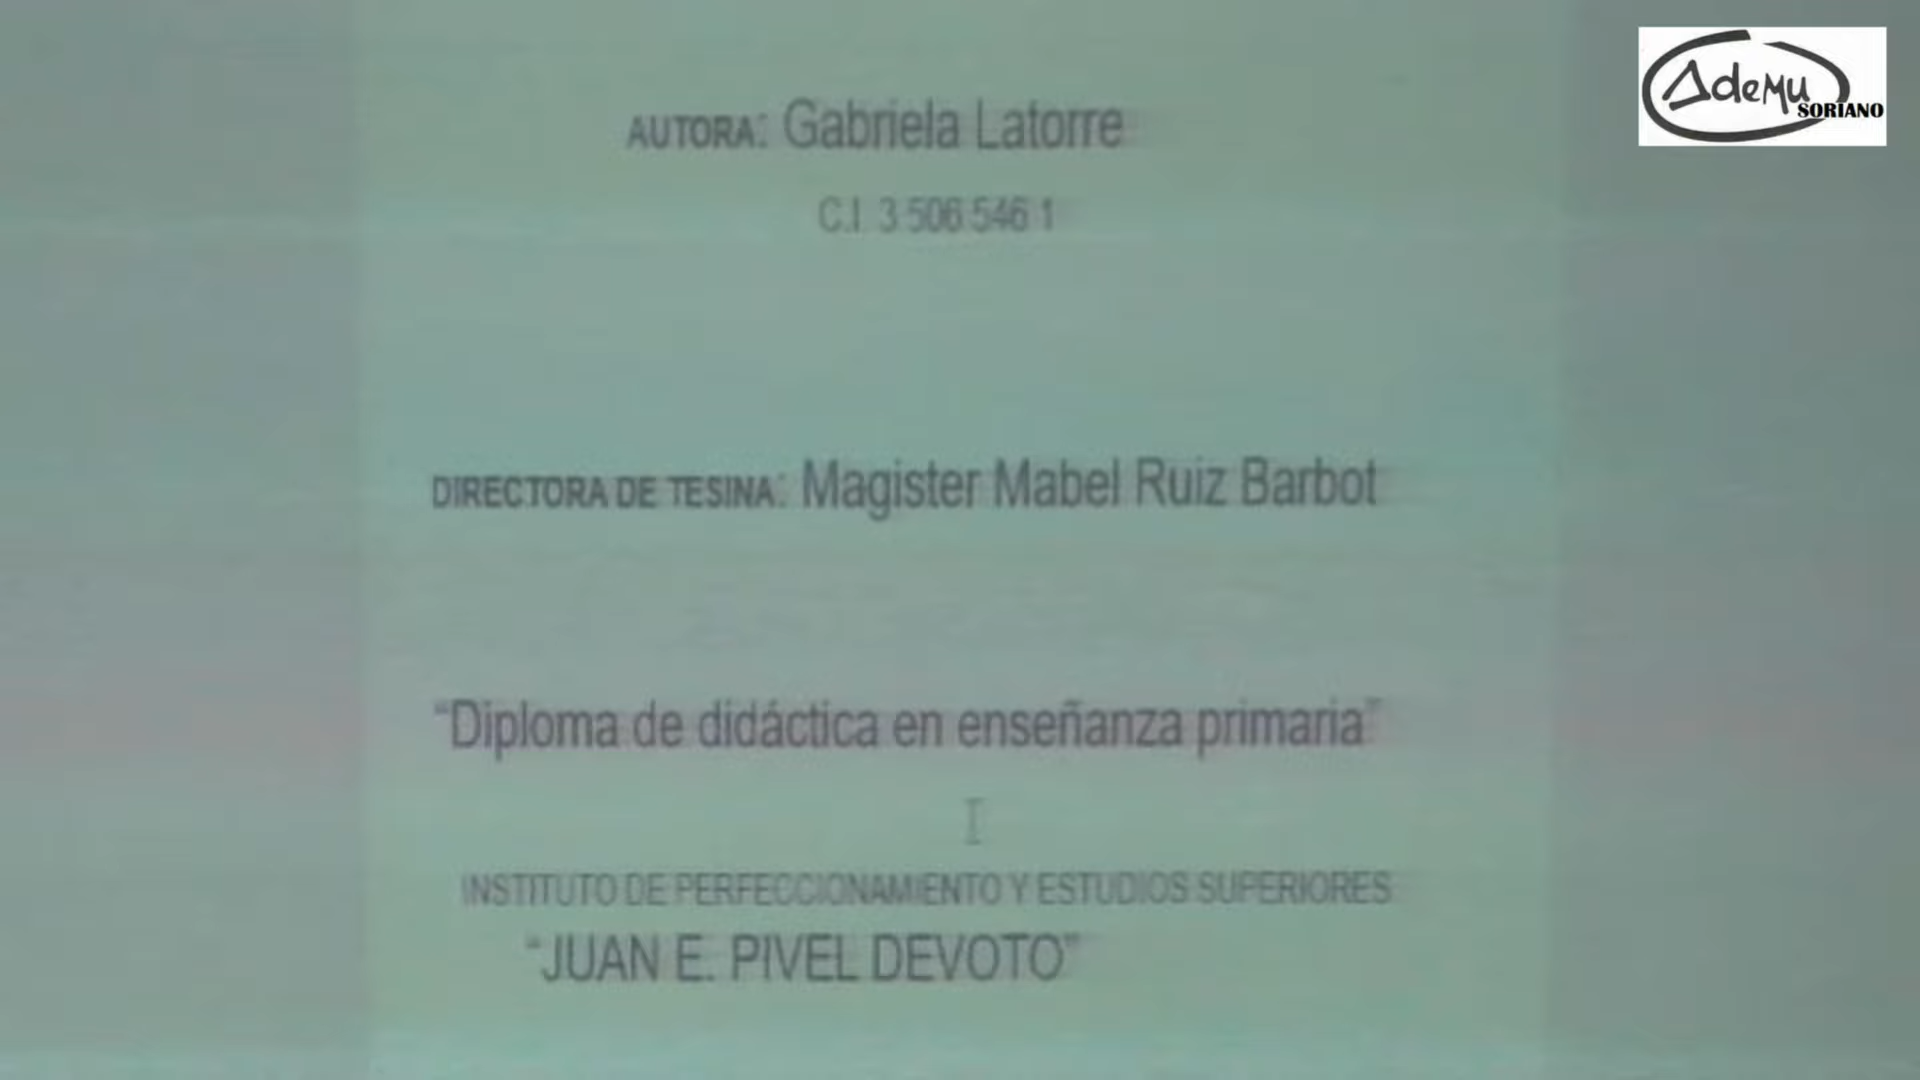 AUTORA: Gabriela Latorre
C.I. 3 506 546 1
DIRECTORA DE TESINA: Magister Mabel Ruiz Barbot
“Diploma de didáctica en enseñanza primaria”
INSTITUTO DE PERFECCIONAMIENTO Y ESTUDIOS SUPERIORES
“JUAN E. PIVEL DEVOTO”
AdeMU
SORIANO